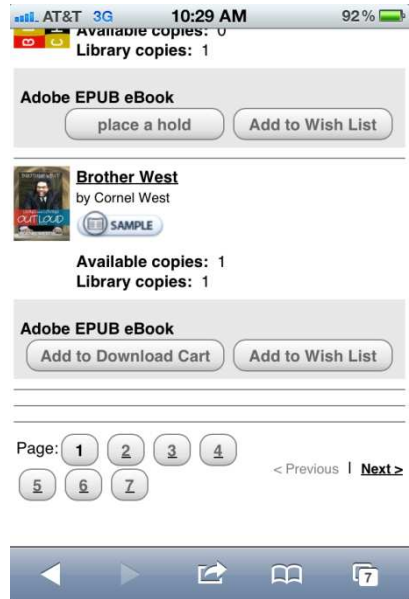 AT&T 3G 10:29 AM 92%
Available copies: 0
Library copies: 1
Adobe EPUB eBook
place a hold Add to Wish List
Brother West
by Cornel West
OUT LOUD
SAMPLE
Available copies: 1
Library copies: 1
Adobe EPUB eBook
Add to Download Cart Add to Wish List
Page: 1 2 3 4
5 6 7
< Previous | Next >
7